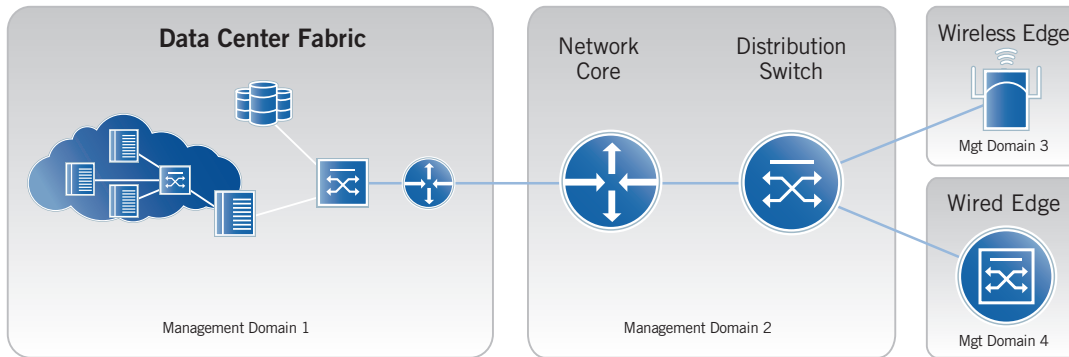 Data Center Fabric
Management Domain 1
Network
Core
Distribution
Switch
Management Domain 2
Wireless Edge
Mgt Domain 3
Wired Edge
Mgt Domain 4